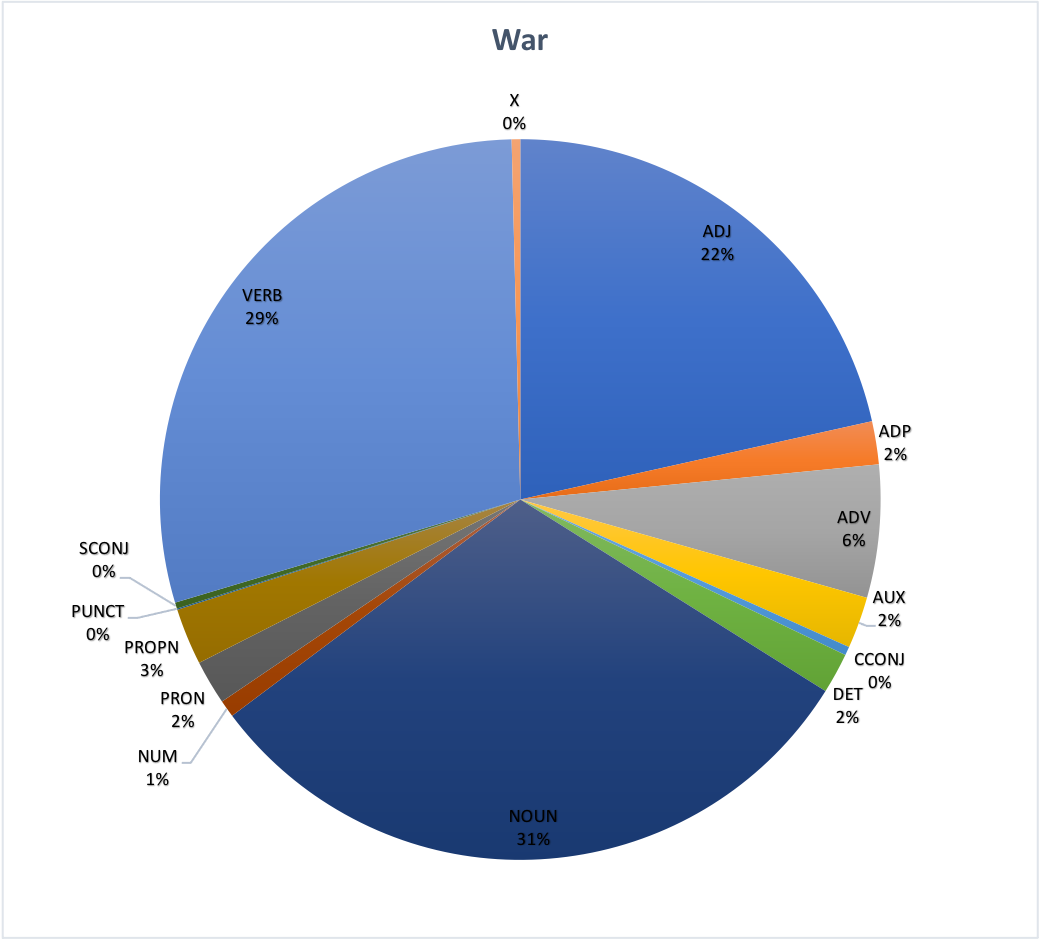 War
X
0%
ADJ
22%
ADP
2%
ADV
6%
AUX
2%
CCONJ
0%
DET
2%
NOUN
31%
NUM
1%
PRON
2%
PROPN
3%
PUNCT
0%
SCONJ
0%
VERB
29%